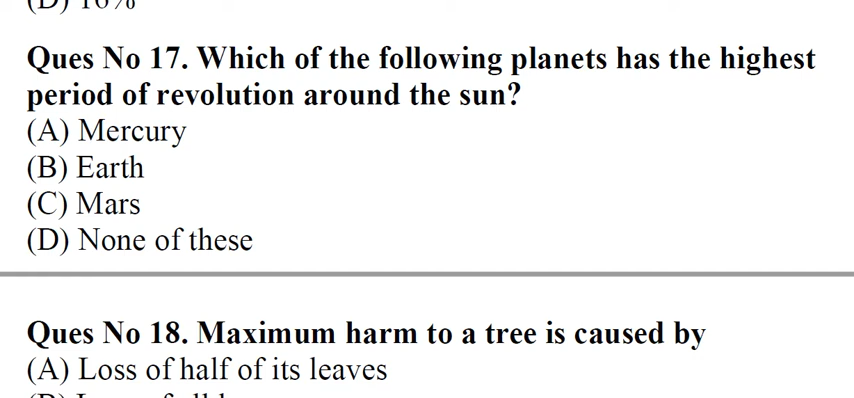 Ques No 17. Which of the following planets has the highest
period of revolution around the sun?
(A) Mercury
(B) Earth
(C) Mars
(D) None of these
Ques No 18. Maximum harm to a tree is caused by
(A) Loss of half of its leaves